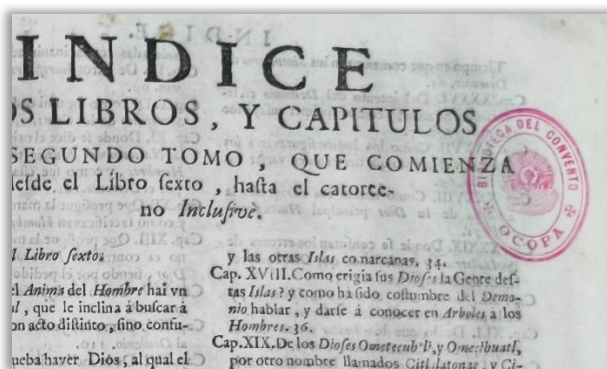 INDICE
OS LIBROS, Y CAPITULOS
SEGUNDO TOMO, QUE COMIENZA
desde el Libro sexto, hasta el catorce-
no Inclusivè.
BIBLIOTECA DEL CONVENTO
OCOPA
l Libro sexto.
el Anima del Hombre hai vn
l, que le inclina à buscar à
on acto distinto, sino confu-
ueba haver Dios, al qual el
y las otras Islas comarcanas, 34.
Cap. XVIII. Como erigia sus Dioses la Gente des-
tas Islas? y como ha sido costumbre del Demo-
nio hablar, y darse á conocer en Arboles á los
Hombres. 36.
Cap. XIX. De los Dioses
por otro nombre llamados Citlalatonac, y Ci-